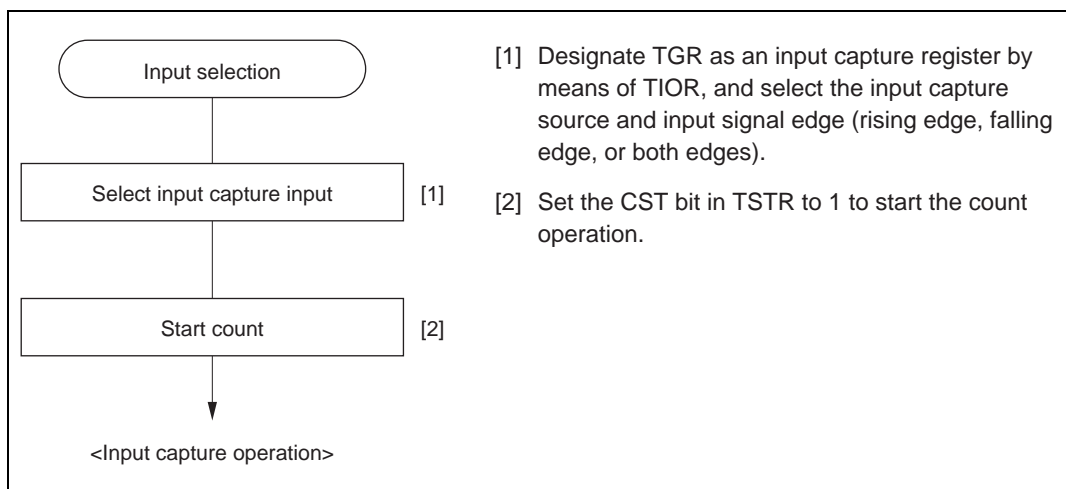 Input selection
Select input capture input
[1]
Start count
[2]
<Input capture operation>
[1] Designate TGR as an input capture register by
means of TIOR, and select the input capture
source and input signal edge (rising edge, falling
edge, or both edges).
[2] Set the CST bit in TSTR to 1 to start the count
operation.